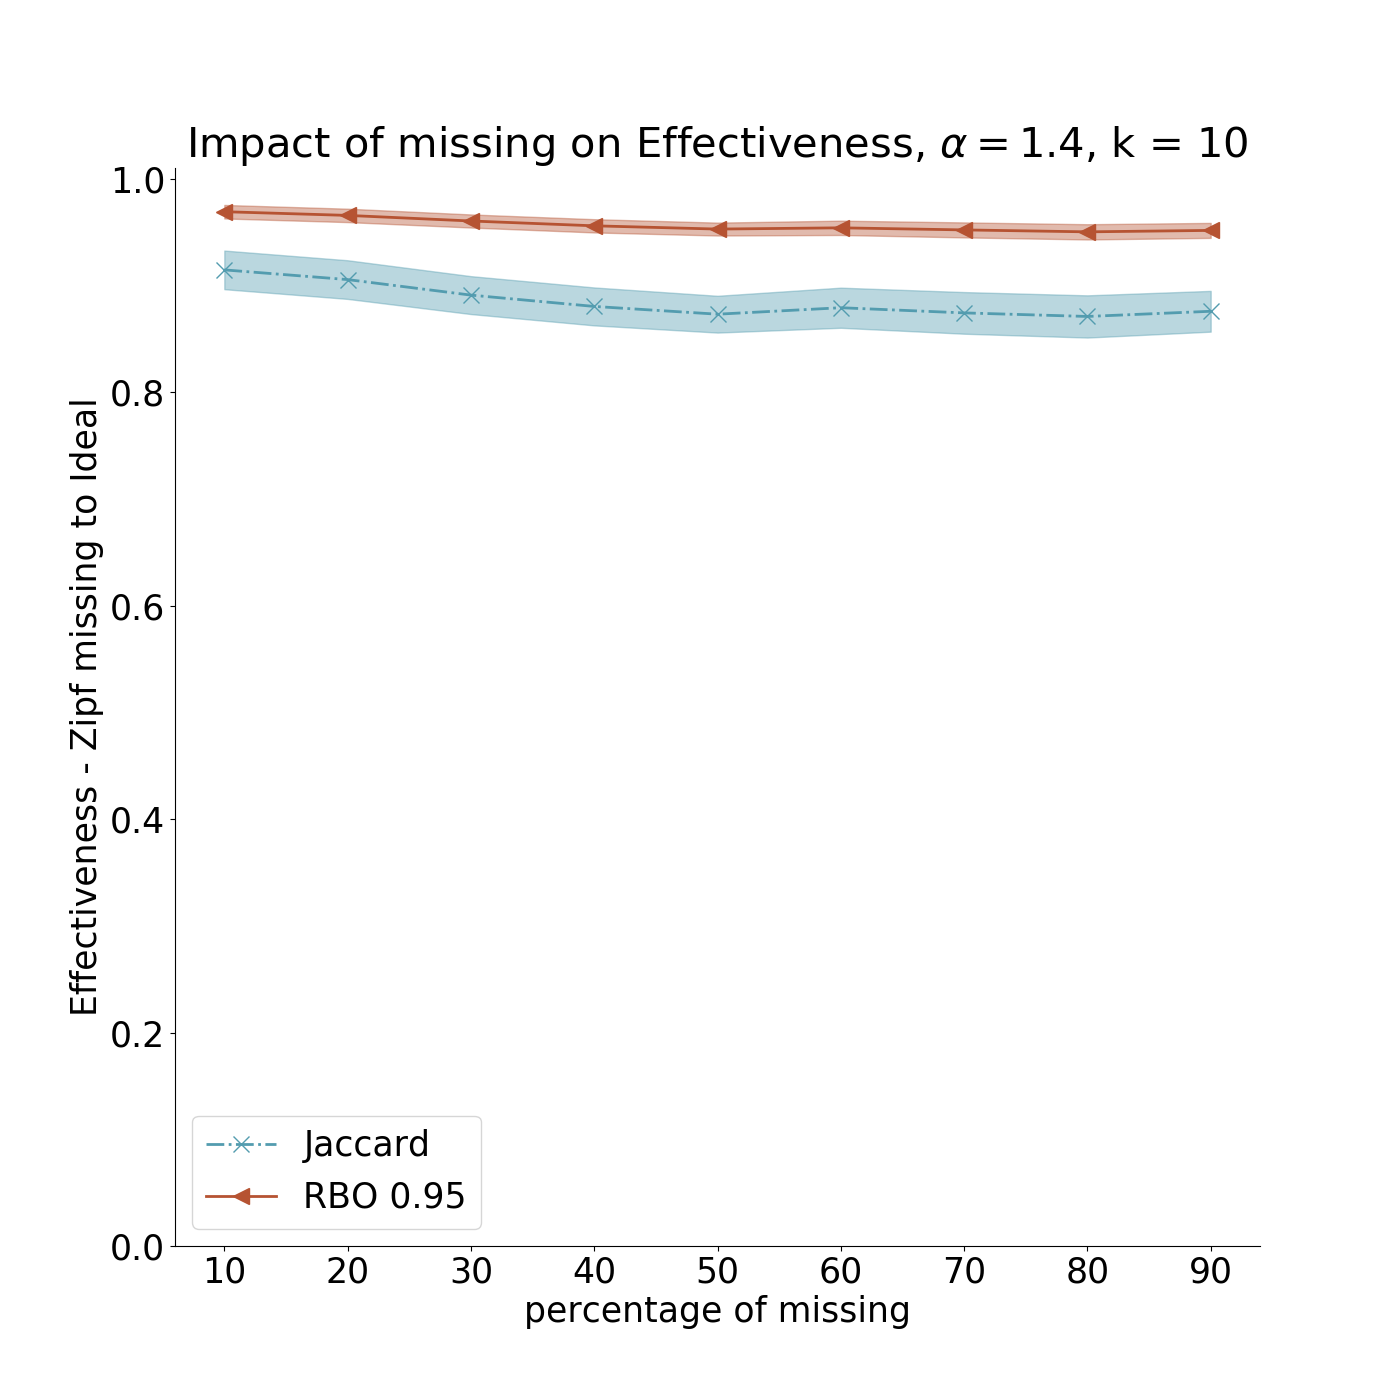 Impact of missing on Effectiveness, α = 1.4, k = 10
Effectiveness - Zipf missing to Ideal
1.0
0.8
0.6
0.4
0.2
0.0
Jaccard
RBO 0.95
10 20 30 40 50 60 70 80 90
percentage of missing